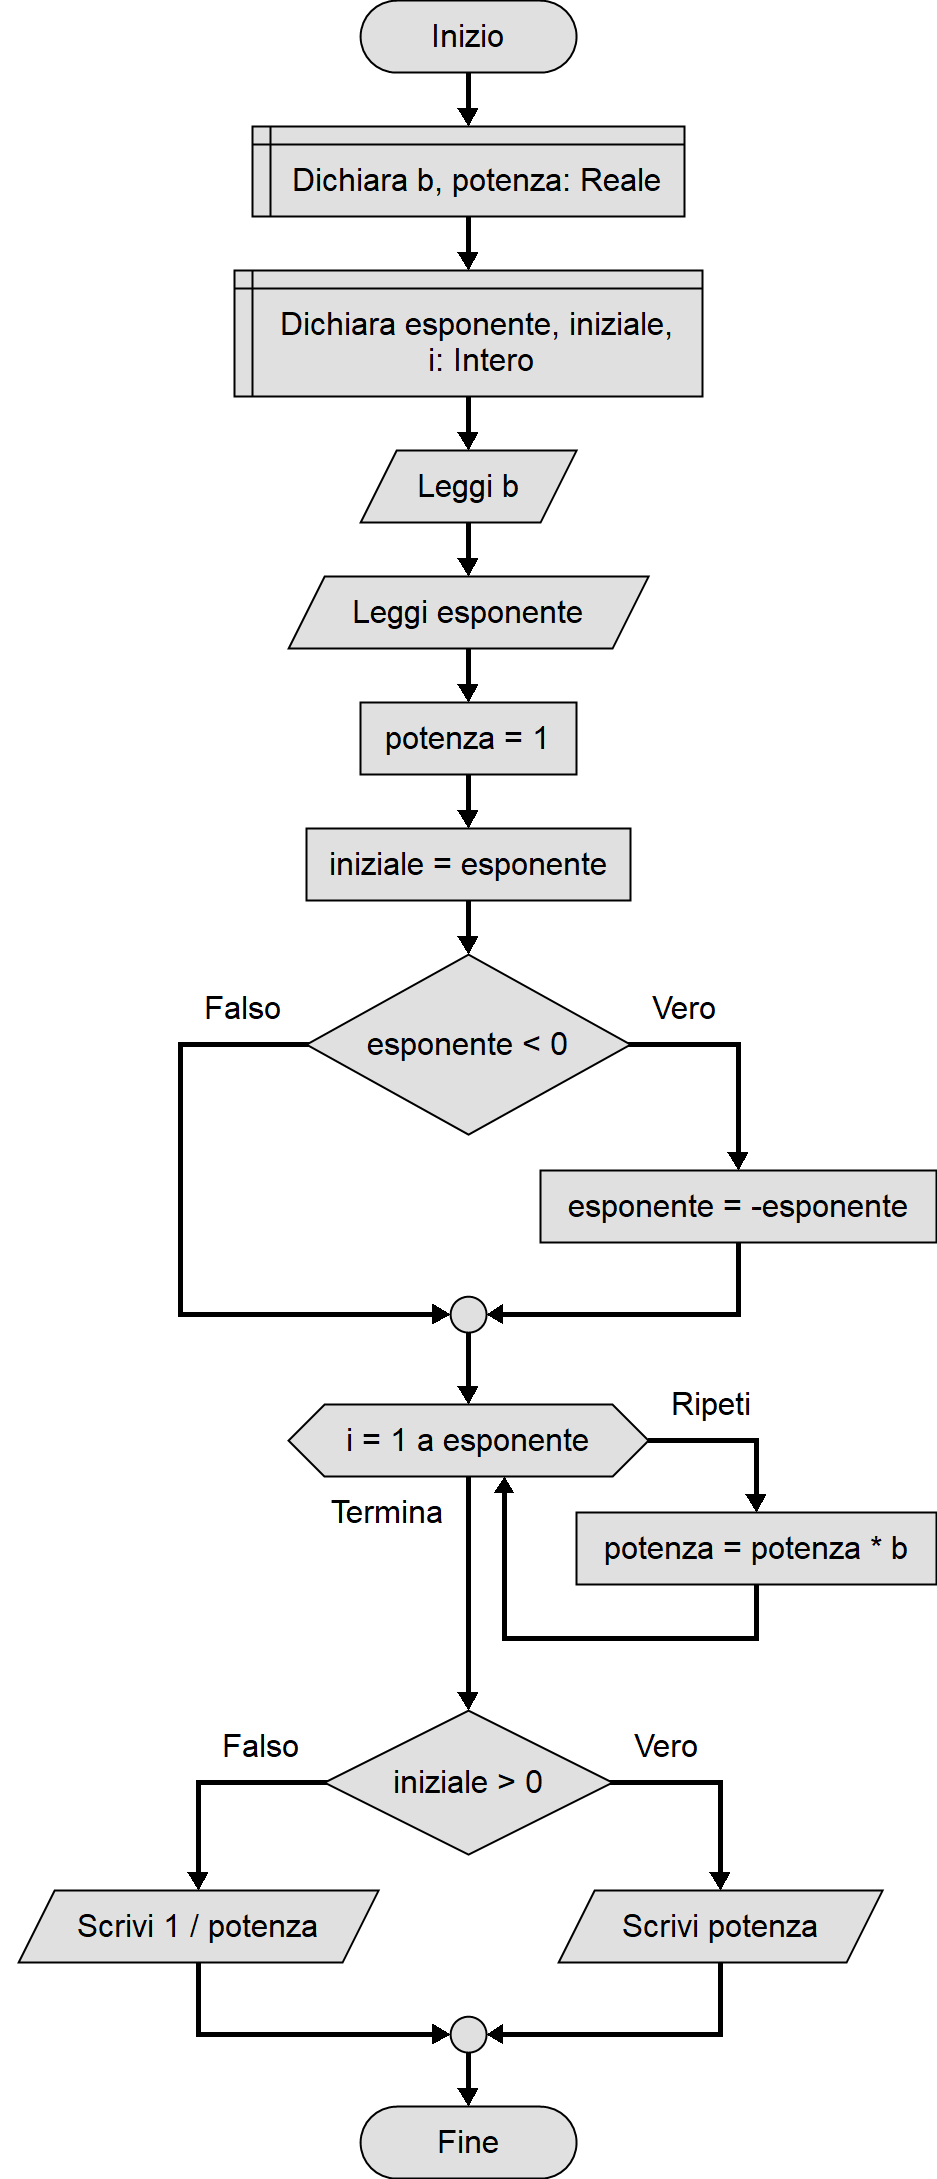 Inizio
Dichiara b, potenza: Reale
Dichiara esponente, iniziale,
i: Intero
Leggi b
Leggi esponente
potenza = 1
iniziale = esponente
Falso
Vero
esponente < 0
esponente = -esponente
Ripeti
i = 1 a esponente
Termina
potenza = potenza * b
Falso
Vero
iniziale > 0
Scrivi 1 / potenza
Scrivi potenza
Fine